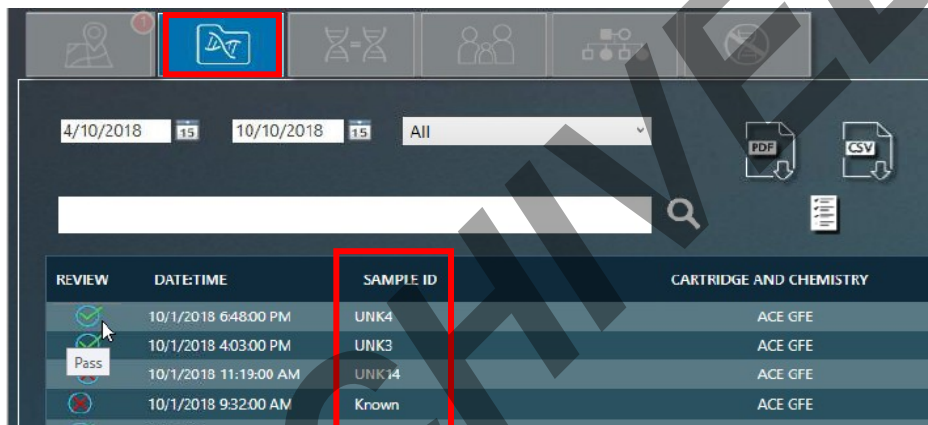 1
4/10/2018 15 10/10/2018 15 All
PDF CSV
REVIEW DATE:TIME SAMPLE ID CARTRIDGE AND CHEMISTRY
10/1/2018 6:48:00 PM UNK4 ACE GFE
10/1/2018 4:03:00 PM UNK3 ACE GFE
Pass
10/1/2018 11:19:00 AM UNK14 ACE GFE
10/1/2018 9:32:00 AM Known ACE GFE